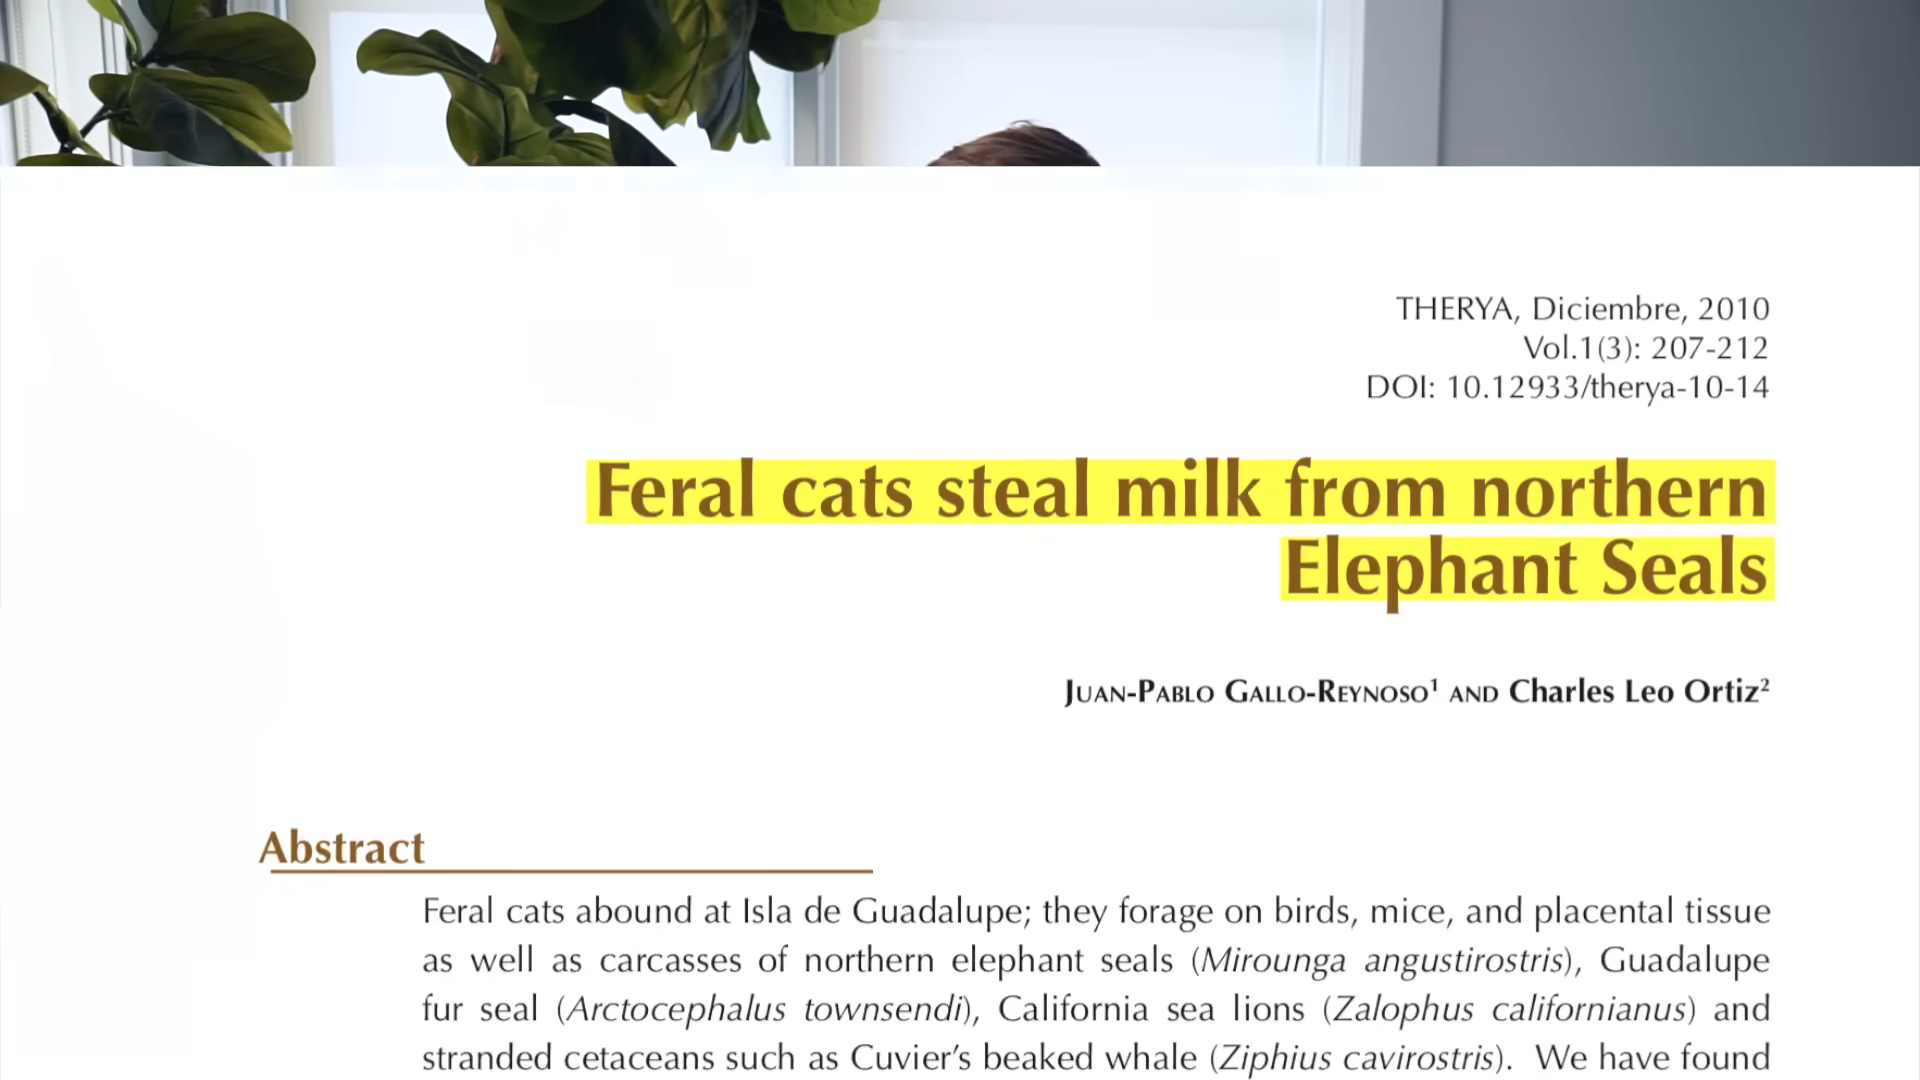 THERYA, Diciembre, 2010
Vol.1(3): 207-212
DOI: 10.12933/therya-10-14
Feral cats steal milk from northern
Elephant Seals
Juan-Pablo Gallo-Reynoso¹ and Charles Leo Ortiz²
Abstract
Feral cats abound at Isla de Guadalupe; they forage on birds, mice, and placental tissue
as well as carcasses of northern elephant seals (Mirounga angustirostris), Guadalupe
fur seal (Arctocephalus townsendi), California sea lions (Zalophus californianus) and
stranded cetaceans such as Cuvier’s beaked whale (Ziphius cavirostris). We have found